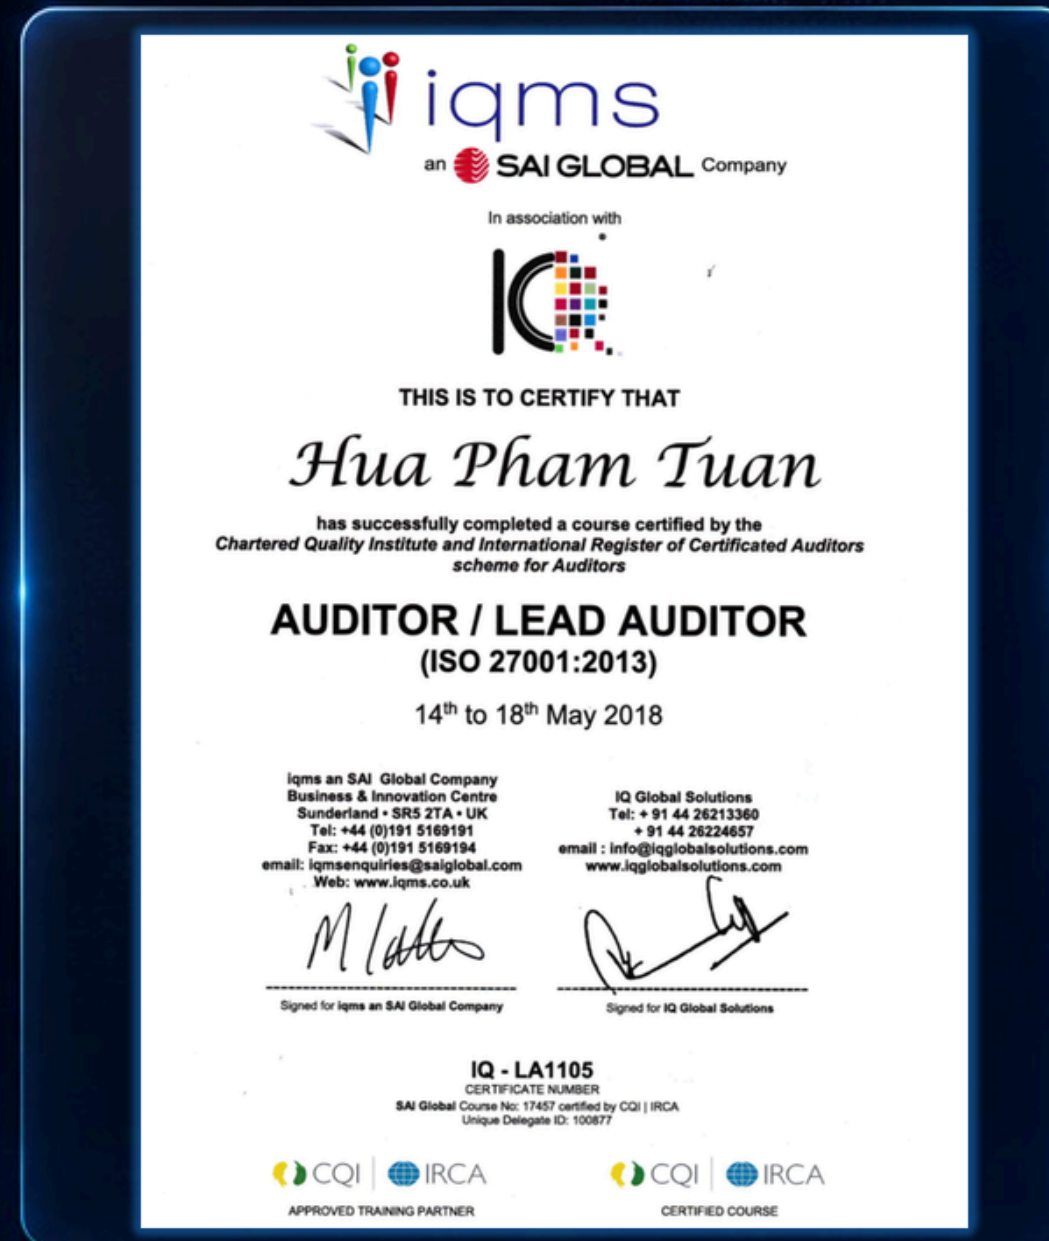 iqms
an SAI GLOBAL Company
In association with
IQ
THIS IS TO CERTIFY THAT
Hua Pham Tuan
has successfully completed a course certified by the
Chartered Quality Institute and International Register of Certificated Auditors
scheme for Auditors
AUDITOR / LEAD AUDITOR
(ISO 27001:2013)
14th to 18th May 2018
iqms an SAI Global Company
Business & Innovation Centre
Sunderland • SR5 2TA • UK
Tel: +44 (0)191 5169191
Fax: +44 (0)191 5169194
email: iqmsenquiries@saiglobal.com
Web: www.iqms.co.uk
Signed for iqms an SAI Global Company
IQ Global Solutions
Tel: + 91 44 26213360
+ 91 44 26224657
email : info@iqglobalsolutions.com
www.iqglobalsolutions.com
Signed for IQ Global Solutions
IQ - LA1105
CERTIFICATE NUMBER
SAI Global Course No: 17457 certified by CQI | IRCA
Unique Delegate ID: 100877
CQI | IRCA
APPROVED TRAINING PARTNER
CQI | IRCA
CERTIFIED COURSE